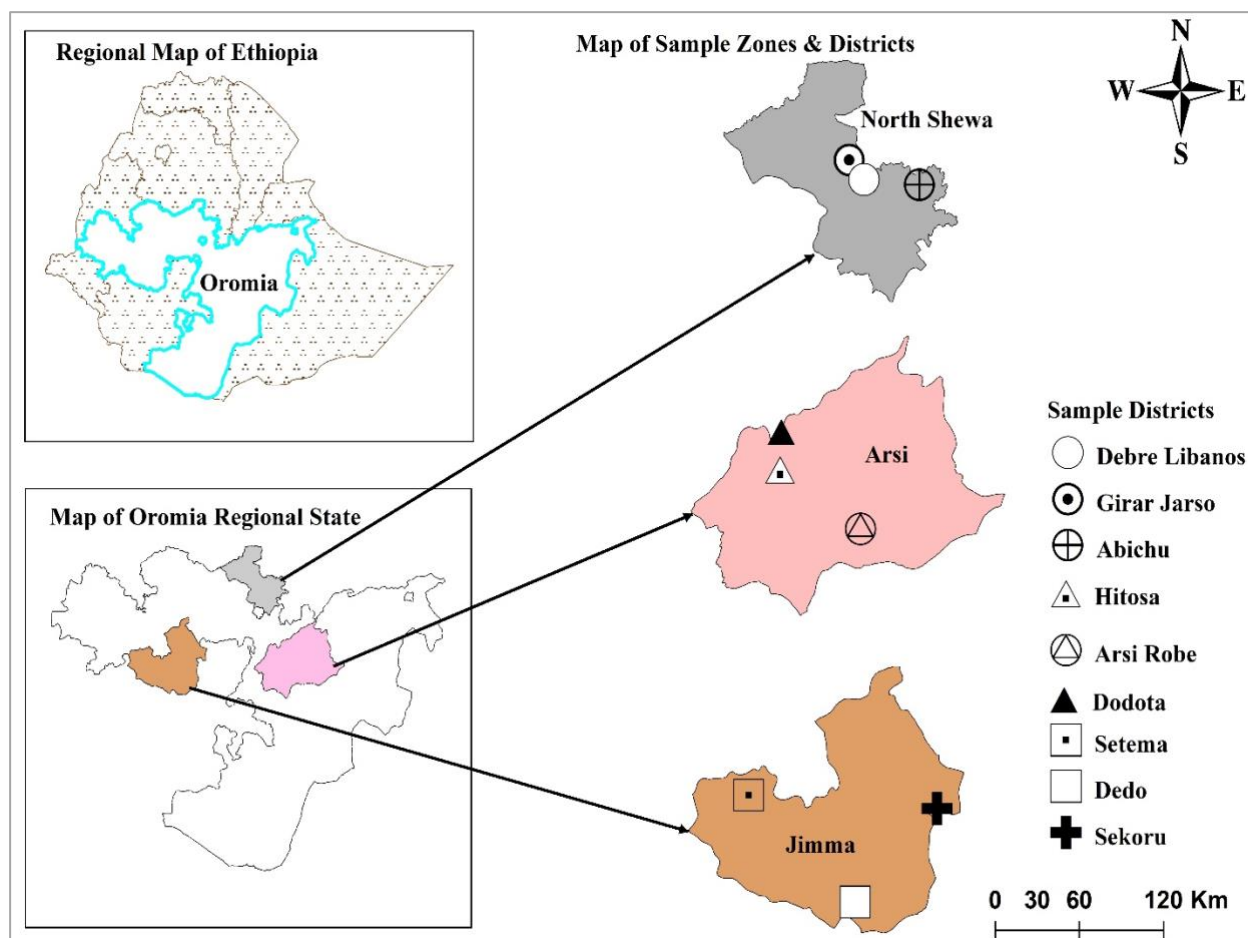 Regional Map of Ethiopia
Oromia
Map of Oromia Regional State
Map of Sample Zones & Districts
North Shewa
Arsi
Jimma
N
W E
S
Sample Districts
Debre Libanos
Girar Jarso
Abichu
Hitosa
Arsi Robe
Dodota
Setema
Dedo
Sekoru
0 30 60 120 Km